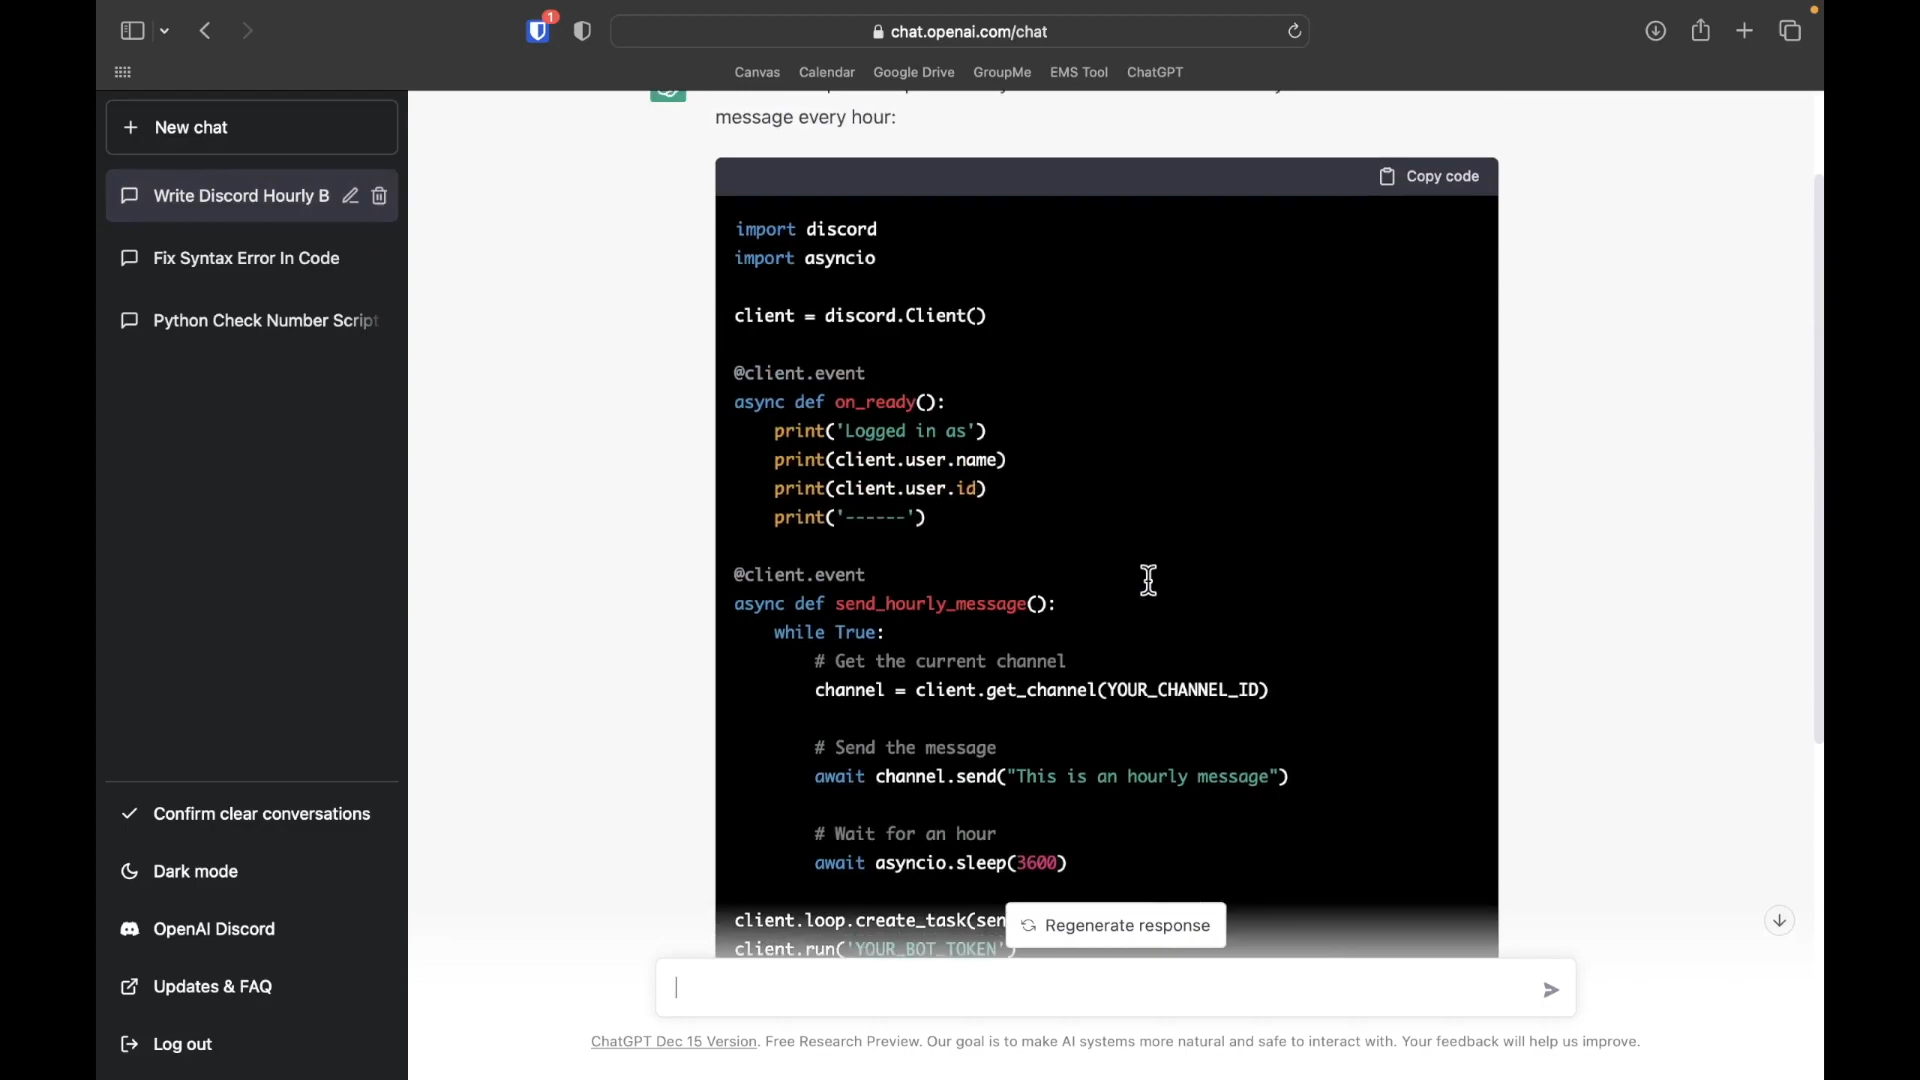 1
chat.openai.com/chat
Canvas Calendar Google Drive GroupMe EMS Tool ChatGPT
New chat
Write Discord Hourly B
Fix Syntax Error In Code
Python Check Number Script
Confirm clear conversations
Dark mode
OpenAI Discord
Updates & FAQ
Log out
message every hour:
Copy code
import discord
import asyncio
client = discord.Client()
@client.event
async def on_ready():
print('Logged in as')
print(client.user.name)
print(client.user.id)
print('------')
@client.event
async def send_hourly_message():
while True:
# Get the current channel
channel = client.get_channel(YOUR_CHANNEL_ID)
# Send the message
await channel.send("This is an hourly message")
# Wait for an hour
await asyncio.sleep(3600)
client.loop.create_task(sen
client.run('YOUR_BOT_TOKEN')
Regenerate response
ChatGPT Dec 15 Version. Free Research Preview. Our goal is to make AI systems more natural and safe to interact with. Your feedback will help us improve.